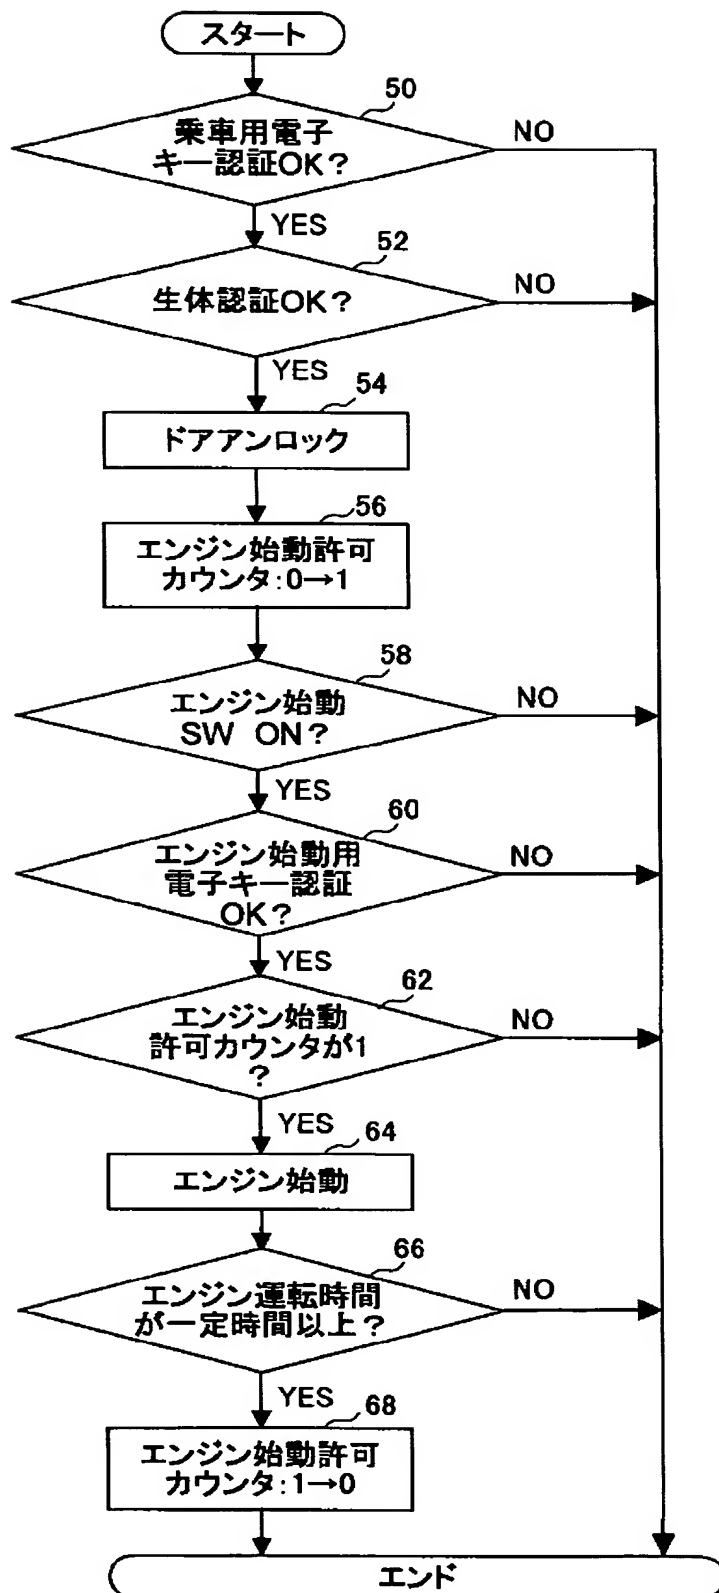 スタート
50
乗車用電子
キー認証OK?
NO
YES
52
生体認証OK?
NO
YES
54
ドアアンロック
56
エンジン始動許可
カウンタ:0→1
58
エンジン始動
SW ON?
NO
YES
60
エンジン始動用
電子キー認証
OK?
NO
YES
62
エンジン始動
許可カウンタが1
?
NO
YES
64
エンジン始動
66
エンジン運転時間
が一定時間以上?
NO
YES
68
エンジン始動許可
カウンタ:1→0
エンド